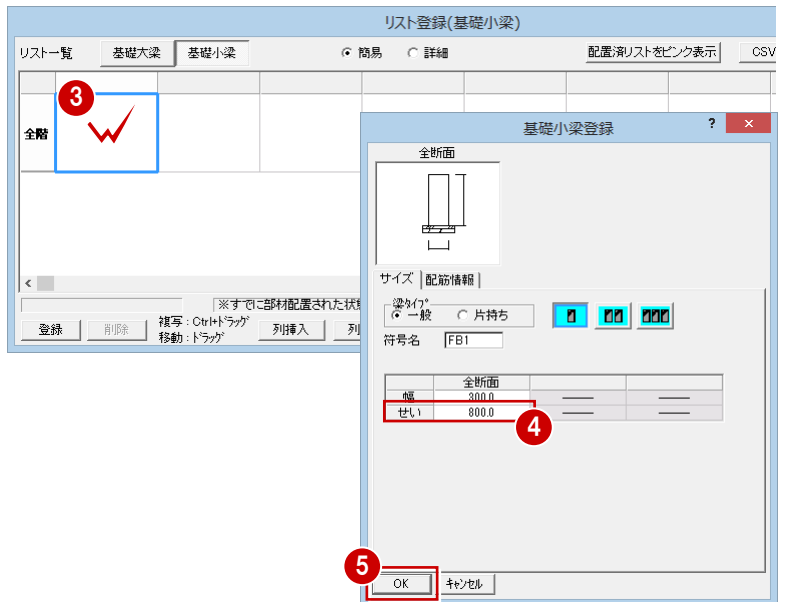 リスト登録(基礎小梁)
リスト一覧 基礎大梁 基礎小梁 簡易 詳細 配置済リストをピンク表示 CSV
3
全階
※すでに部材配置された状
登録 削除 複写：Ctrl+ドラッグ 列挿入 列
移動：ドラッグ
基礎小梁登録 ? ×
全断面
サイズ 配筋情報
梁タイプ
一般 片持ち
符号名 FB1
全断面
幅 300.0 ―― ――
せい 800.0 ―― ――
4
5
OK キャンセル